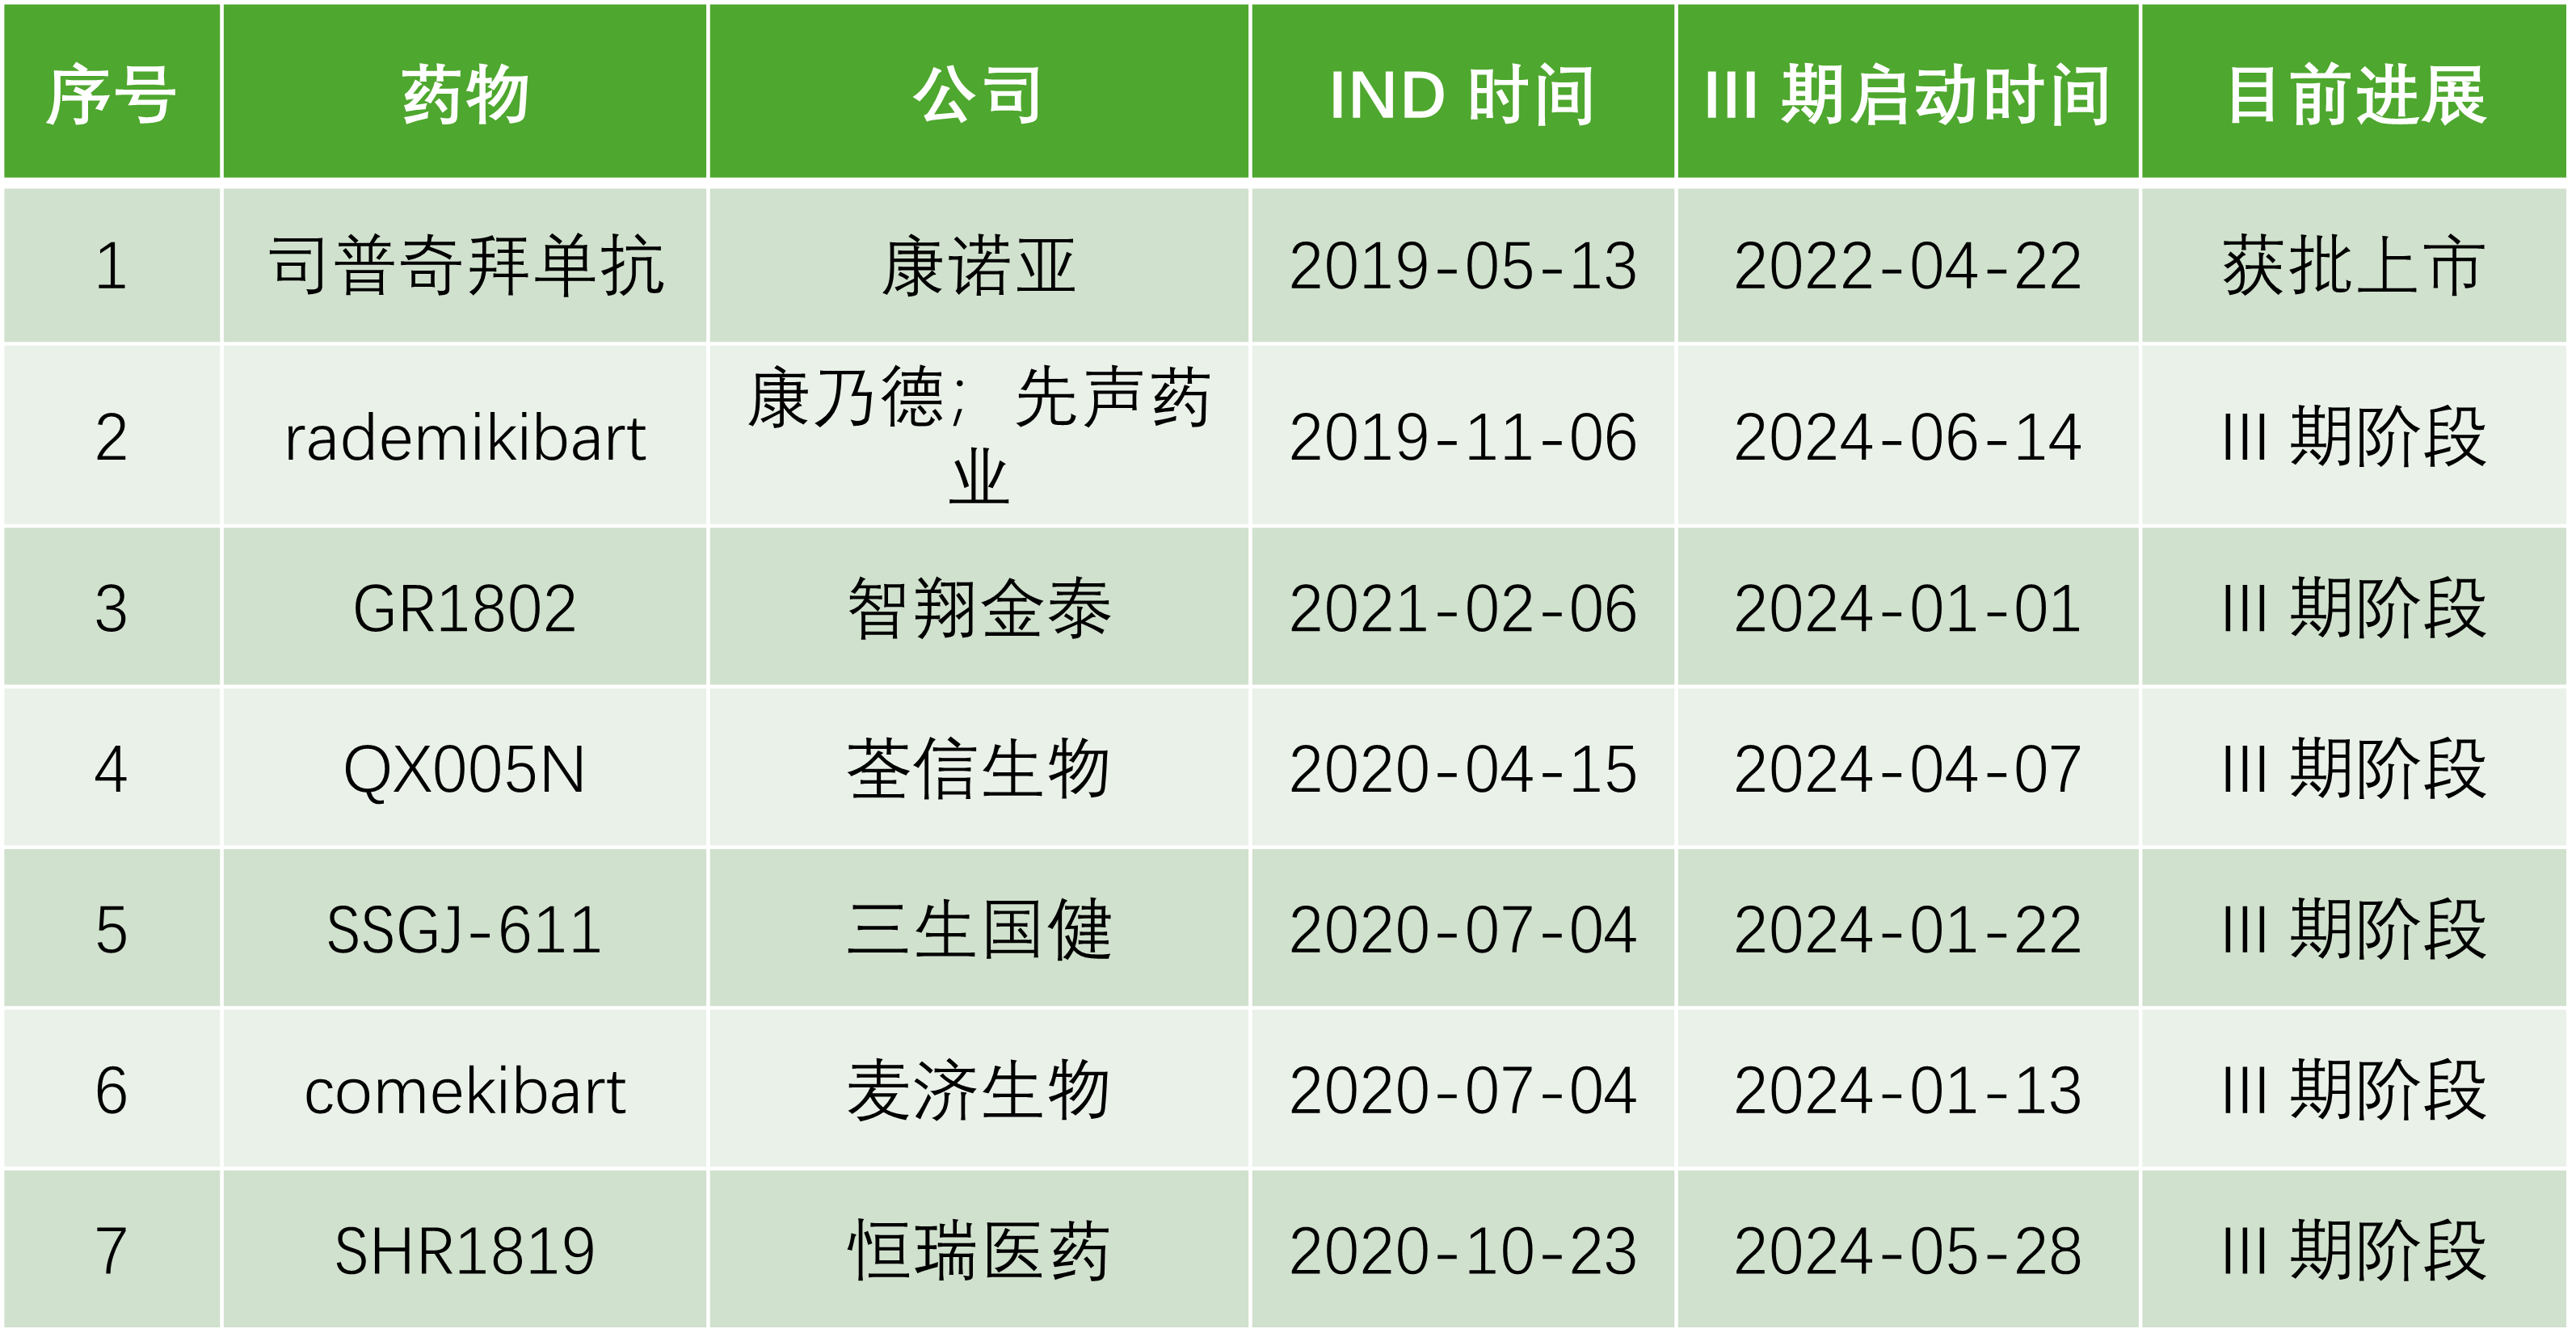 序号 药物 公司 IND 时间 III 期启动时间 目前进展
1 司普奇拜单抗 康诺亚 2019-05-13 2022-04-22 获批上市
2 rademikibart 康乃德；先声药 2019-11-06 2024-06-14 III 期阶段
业
3 GR1802 智翔金泰 2021-02-06 2024-01-01 III 期阶段
4 QX005N 荃信生物 2020-04-15 2024-04-07 III 期阶段
5 SSGJ-611 三生国健 2020-07-04 2024-01-22 III 期阶段
6 comekibart 麦济生物 2020-07-04 2024-01-13 III 期阶段
7 SHR1819 恒瑞医药 2020-10-23 2024-05-28 III 期阶段